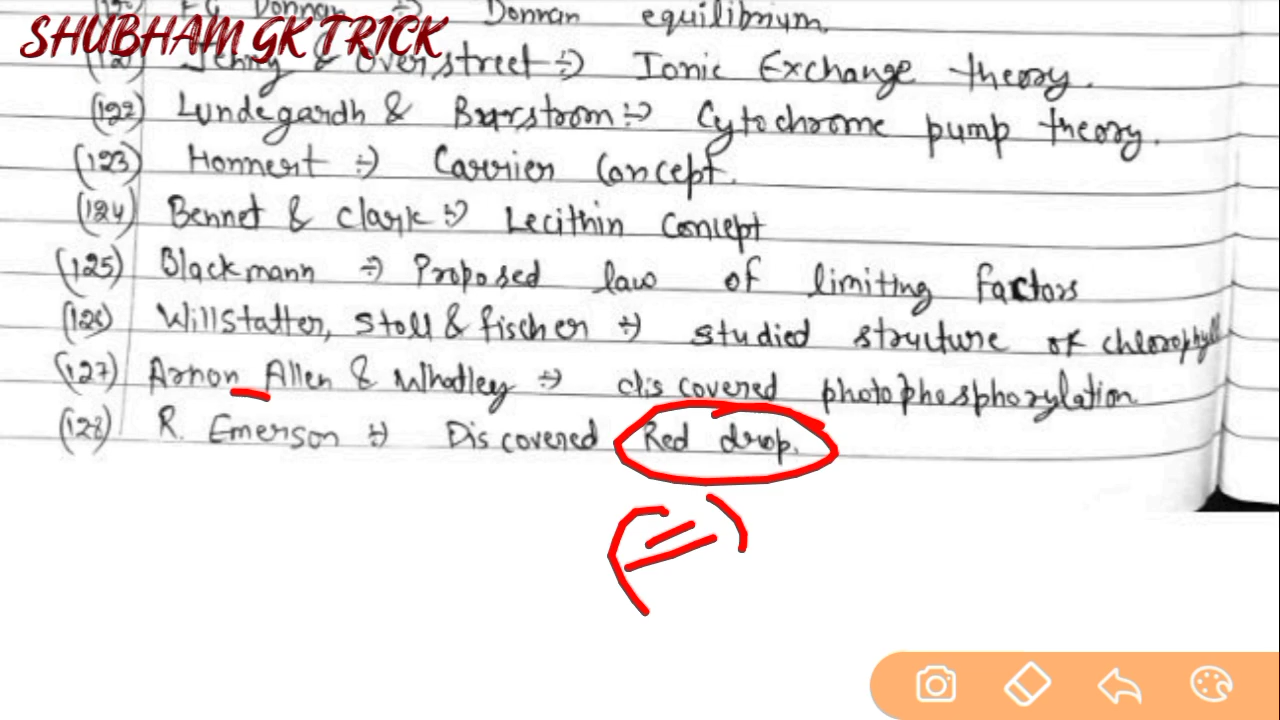 Donnan ÷) Donnan equilibrium.
SHUBHAM GK TRICK
Jenny & Overstreet ÷) Ionic Exchange theory.
(122) Lundegardh & Burstrom ÷) Cytochrome pump theory.
(123) Honnert ÷) Carrier Concept.
(124) Bennet & Clark ÷) Lecithin Concept
(125) Blackmann ÷) Proposed law of limiting factors
(126) Willstatter, Stoll & fischer ÷) studied structure of chlorophyll
(127) Arnon Allen & Whatley ÷) discovered photophosphorylation
(128) R. Emerson ÷) Discovered Red drop.